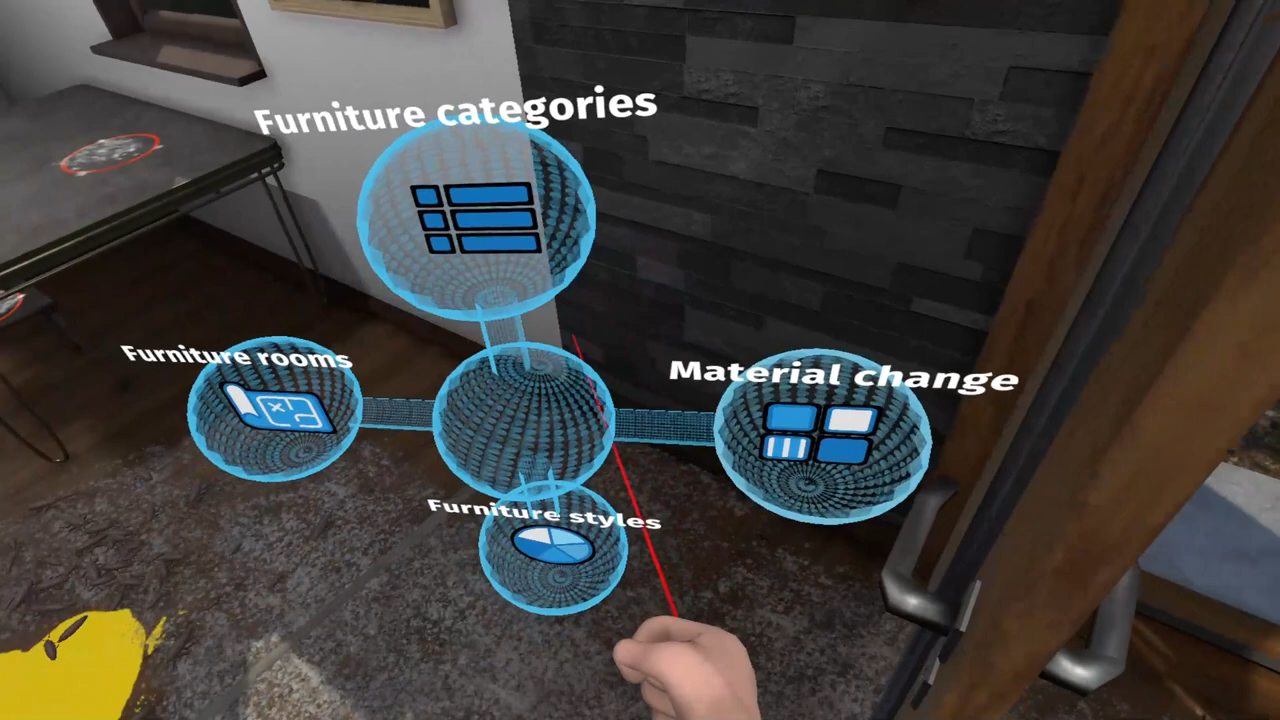 Furniture categories
Furniture rooms
Material change
Furniture styles